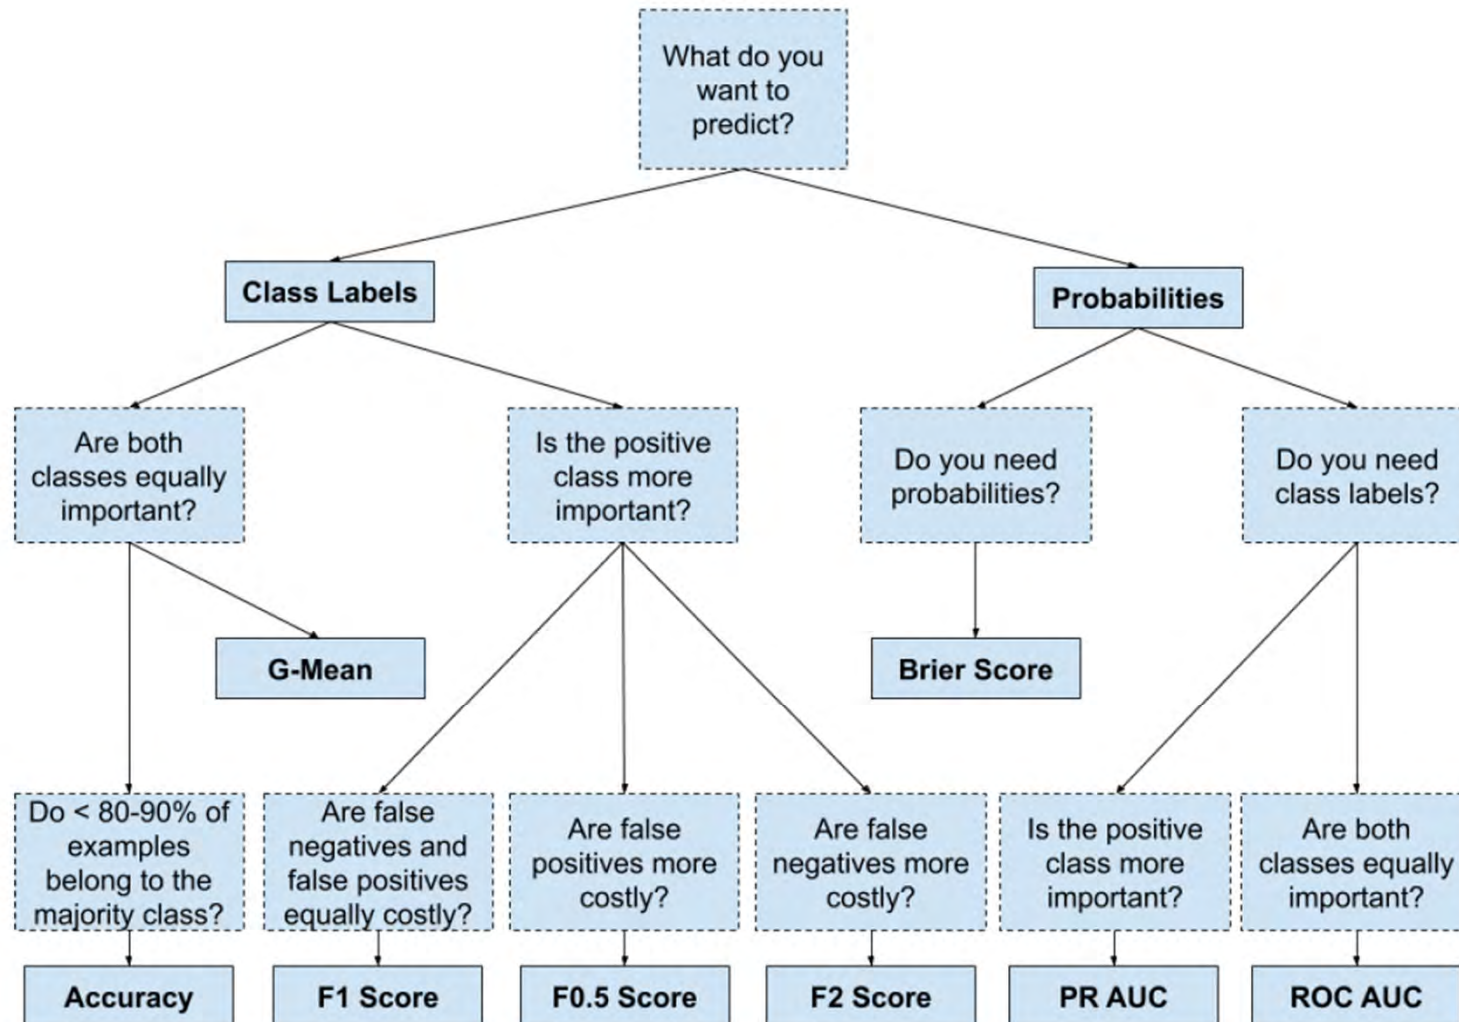 What do you
want to
predict?
Class Labels
Probabilities
Are both
classes equally
important?
Is the positive
class more
important?
Do you need
probabilities?
Do you need
class labels?
G-Mean
Brier Score
Do < 80-90% of
examples
belong to the
majority class?
Are false
negatives and
false positives
equally costly?
Are false
positives more
costly?
Are false
negatives more
costly?
Is the positive
class more
important?
Are both
classes equally
important?
Accuracy
F1 Score
F0.5 Score
F2 Score
PR AUC
ROC AUC